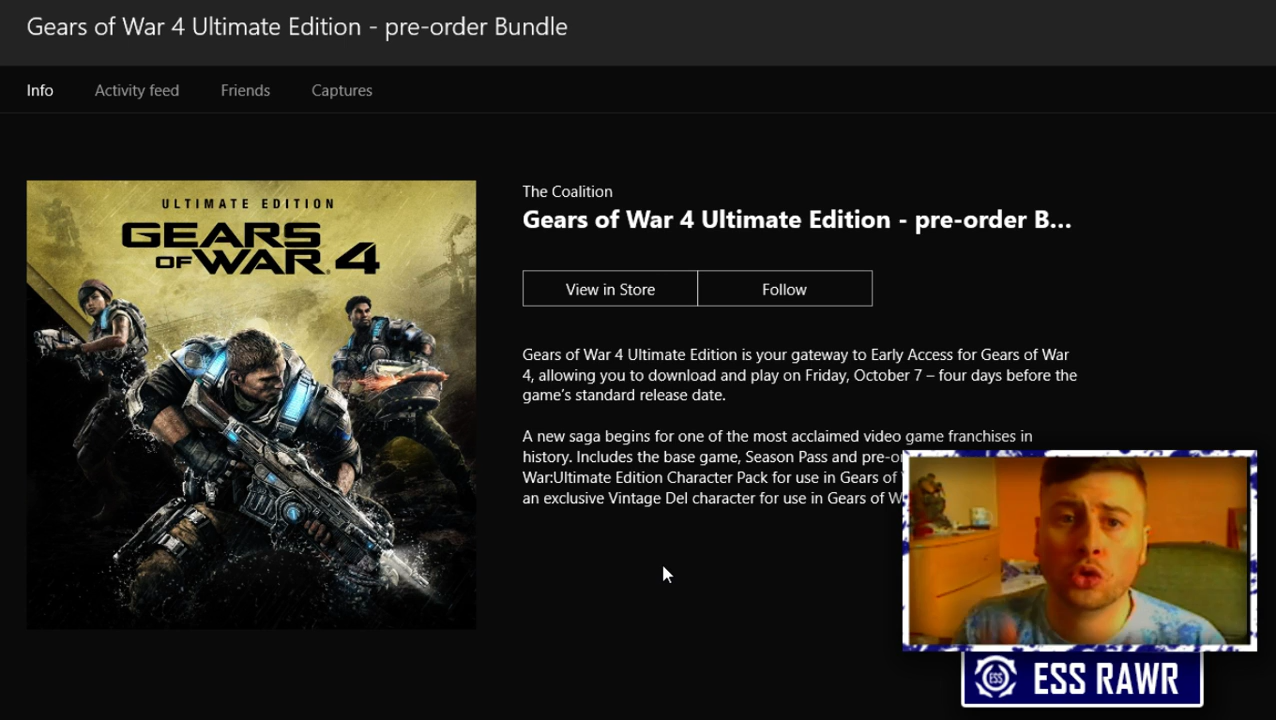 Gears of War 4 Ultimate Edition - pre-order Bundle
Info
Activity feed
Friends
Captures
ULTIMATE EDITION
GEARS
OF WAR 4
The Coalition
Gears of War 4 Ultimate Edition - pre-order B...
View in Store
Follow
Gears of War 4 Ultimate Edition is your gateway to Early Access for Gears of War
4, allowing you to download and play on Friday, October 7 – four days before the
game's standard release date.
A new saga begins for one of the most acclaimed video game franchises in
history. Includes the base game, Season Pass and
War:Ultimate Edition Character Pack for use in Gears of
an exclusive Vintage Del character for use in Gears of
ESS
ESS RAWR